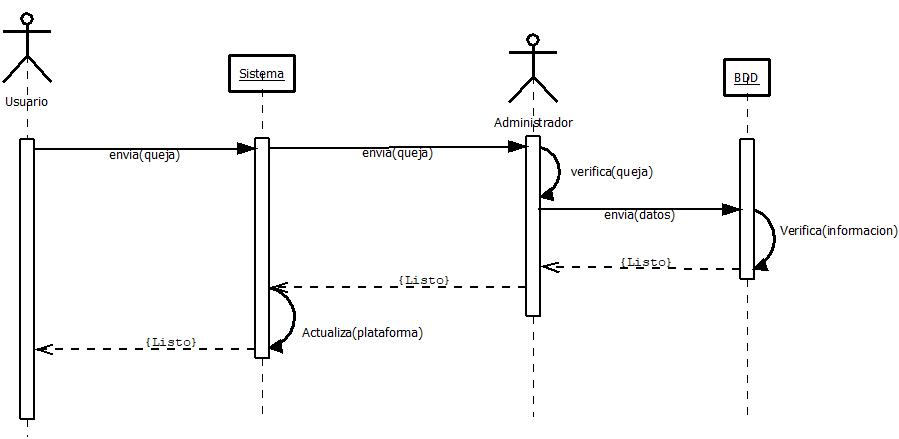 Usuario
Sistema
Administrador
BDD
envia(queja)
envia(queja)
verifica(queja)
envia(datos)
Verifica(informacion)
{Listo}
{Listo}
Actualiza(plataforma)
{Listo}